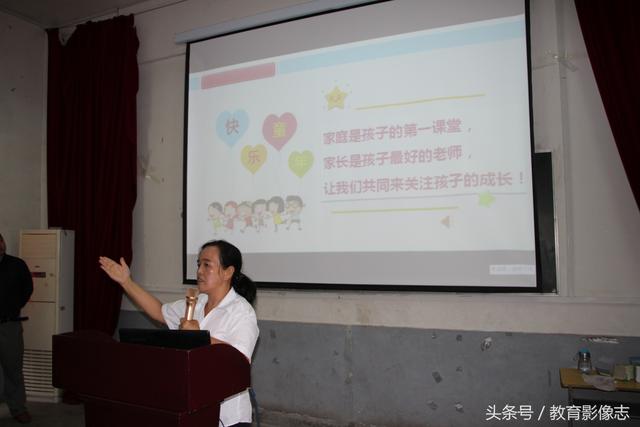 快
乐
童
年
家庭是孩子的第一课堂，
家长是孩子最好的老师，
让我们共同来关注孩子的成长！
头条号／教育影像志